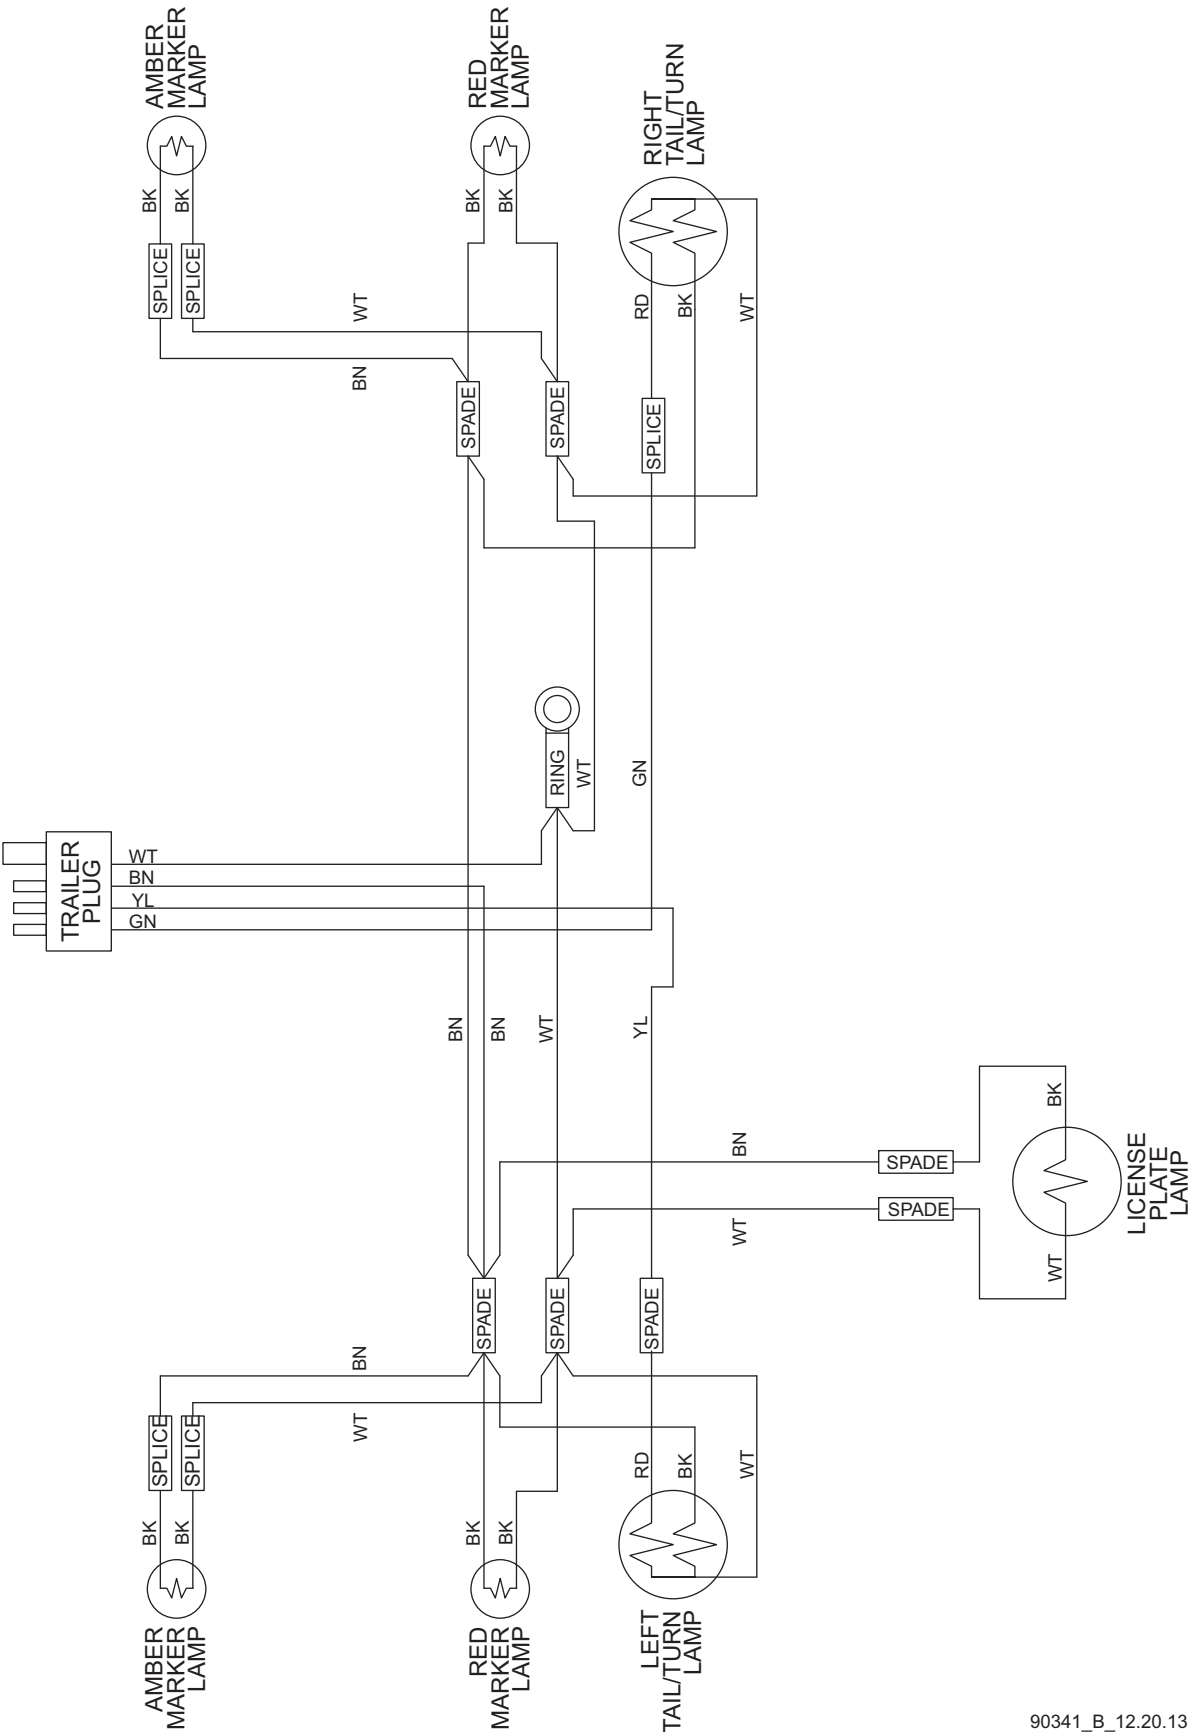 AMBER
MARKER
LAMP
RED
MARKER
LAMP
RIGHT
TAIL/TURN
LAMP
BK
BK
BK
BK
SPLICE
SPLICE
WT
BN
RD
BK
WT
SPADE
SPADE
SPLICE
RING
WT
GN
TRAILER
PLUG
WT
BN
YL
GN
BN
BN
WT
YL
BK
BN
SPADE
SPADE
WT
WT
LICENSE
PLATE
LAMP
SPADE
SPADE
SPADE
BN
WT
SPLICE
SPLICE
RD
BK
WT
BK
BK
BK
BK
AMBER
MARKER
LAMP
RED
MARKER
LAMP
LEFT
TAIL/TURN
LAMP
90341_B_12.20.13